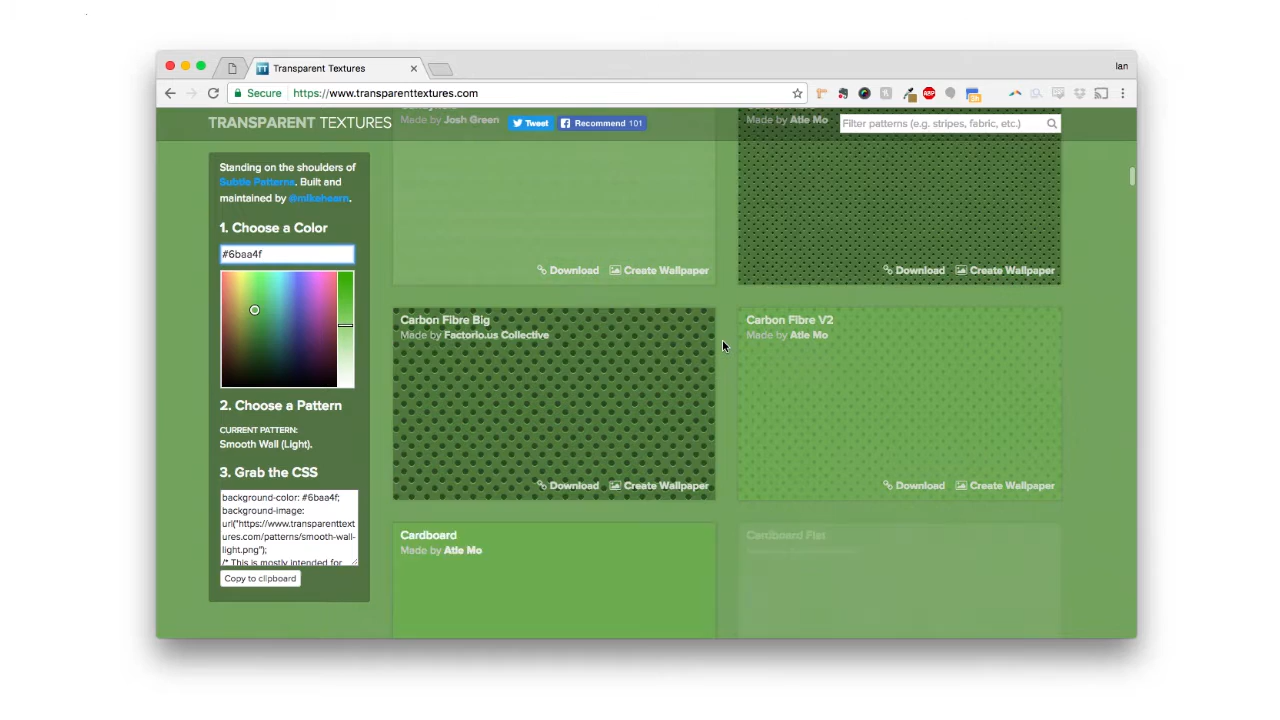 Transparent Textures
Ian
Secure https://www.transparenttextures.com
TRANSPARENT TEXTURES
Made by Josh Green
Tweet
Recommend 101
Made by Atle Mo
Filter patterns (e.g. stripes, fabric, etc.)
Standing on the shoulders of
Subtle Patterns. Built and
maintained by @mikehearn.
1. Choose a Color
#6baa4f
2. Choose a Pattern
CURRENT PATTERN:
Smooth Wall (Light).
3. Grab the CSS
background-color: #6baa4f;
background-image:
url("https://www.transparenttext
ures.com/patterns/smooth-wall-
light.png");
/* This is mostly intended for
Copy to clipboard
Download Create Wallpaper
Download Create Wallpaper
Carbon Fibre Big
Made by Factorio.us Collective
Download Create Wallpaper
Carbon Fibre V2
Made by Atle Mo
Download Create Wallpaper
Cardboard
Made by Atle Mo
Cardboard Flat